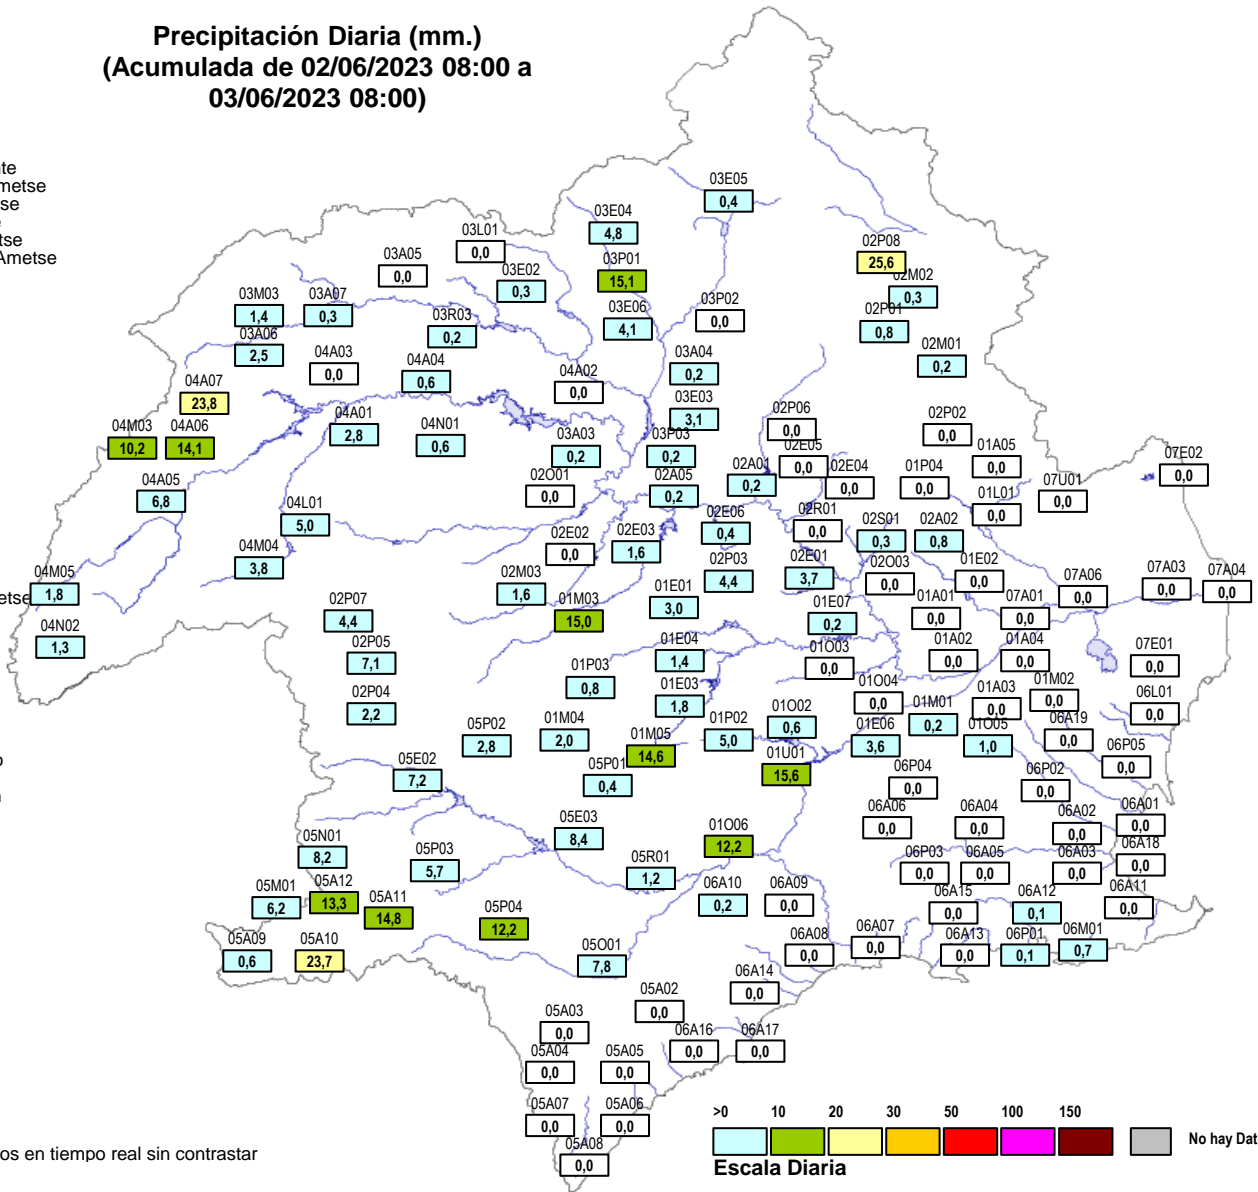 Precipitación Diaria (mm.)
(Acumulada de 02/06/2023 08:00 a
03/06/2023 08:00)
nte
metse
tse
e
tse
Ametse
03E05
0,4
03E04
4,8
03L01
0,0
03A05
0,0
03E02
0,3
03P01
15,1
02P08
25,6
02M02
0,3
03M03
1,4
03A07
0,3
03R03
0,2
03E06
4,1
03P02
0,0
02P01
0,8
03A06
2,5
04A03
0,0
04A04
0,6
04A02
0,0
03A04
0,2
02M01
0,2
04A07
23,8
03E03
3,1
04M03
10,2
04A06
14,1
04A01
2,8
04N01
0,6
03A03
0,2
03P03
0,2
02P06
0,0
02P02
0,0
02E05
0,0
01A05
0,0
07E02
0,0
04A05
6,8
02O01
0,0
02A05
0,2
02A01
0,2
02E04
0,0
01P04
0,0
07U01
0,0
01L01
0,0
04L01
5,0
02E06
0,4
02R01
0,0
02S01
0,3
02A02
0,8
02E02
0,0
02E03
1,6
04M04
3,8
02P03
4,4
02E01
3,7
02O03
0,0
01E02
0,0
04M05
1,8
02M03
1,6
07A06
0,0
07A03
0,0
07A04
0,0
etse
01M03
15,0
01E01
3,0
01E07
0,2
01A01
0,0
07A01
0,0
02P07
4,4
04N02
1,3
02P05
7,1
01E04
1,4
01O03
0,0
01A02
0,0
01A04
0,0
07E01
0,0
01P03
0,8
01E03
1,8
01O04
0,0
01A03
0,0
01M02
0,0
06L01
0,0
02P04
2,2
01M01
0,2
05P02
2,8
01M04
2,0
01M05
14,6
01P02
5,0
01O02
0,6
01E06
3,6
01O05
1,0
06A19
0,0
05E02
7,2
05P01
0,4
01U01
15,6
06P04
0,0
06P02
0,0
06P05
0,0
05E03
8,4
01O06
12,2
06A06
0,0
06A04
0,0
06A02
0,0
06A01
0,0
05N01
8,2
05P03
5,7
05R01
1,2
06P03
0,0
06A05
0,0
06A03
0,0
06A18
0,0
05M01
6,2
05A12
13,3
05A11
14,8
06A10
0,2
06A09
0,0
06A15
0,0
06A12
0,1
06A11
0,0
05P04
12,2
05A09
0,6
05A10
23,7
05O01
7,8
06A08
0,0
06A07
0,0
06A13
0,0
06P01
0,1
06M01
0,7
06A14
0,0
05A02
0,0
05A03
0,0
06A16
0,0
06A17
0,0
05A04
0,0
05A05
0,0
05A07
0,0
05A06
0,0
05A08
0,0
>0 10 20 30 50 100 150
No hay Dat
Escala Diaria
os en tiempo real sin contrastar